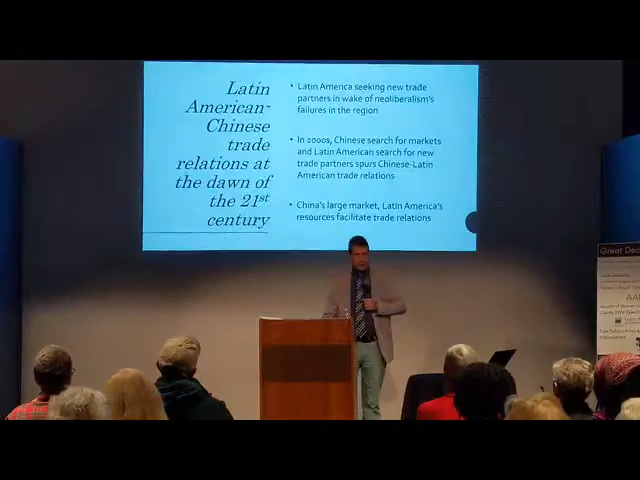 Latin
American-
Chinese
trade
relations at
the dawn of
the 21st
century
• Latin America seeking new trade
partners in wake of neoliberalism's
failures in the region
• In 2000s, Chinese search for markets
and Latin American search for new
trade partners spurs Chinese-Latin
American trade relations
• China's large market, Latin America's
resources facilitate trade relations
Great Dec